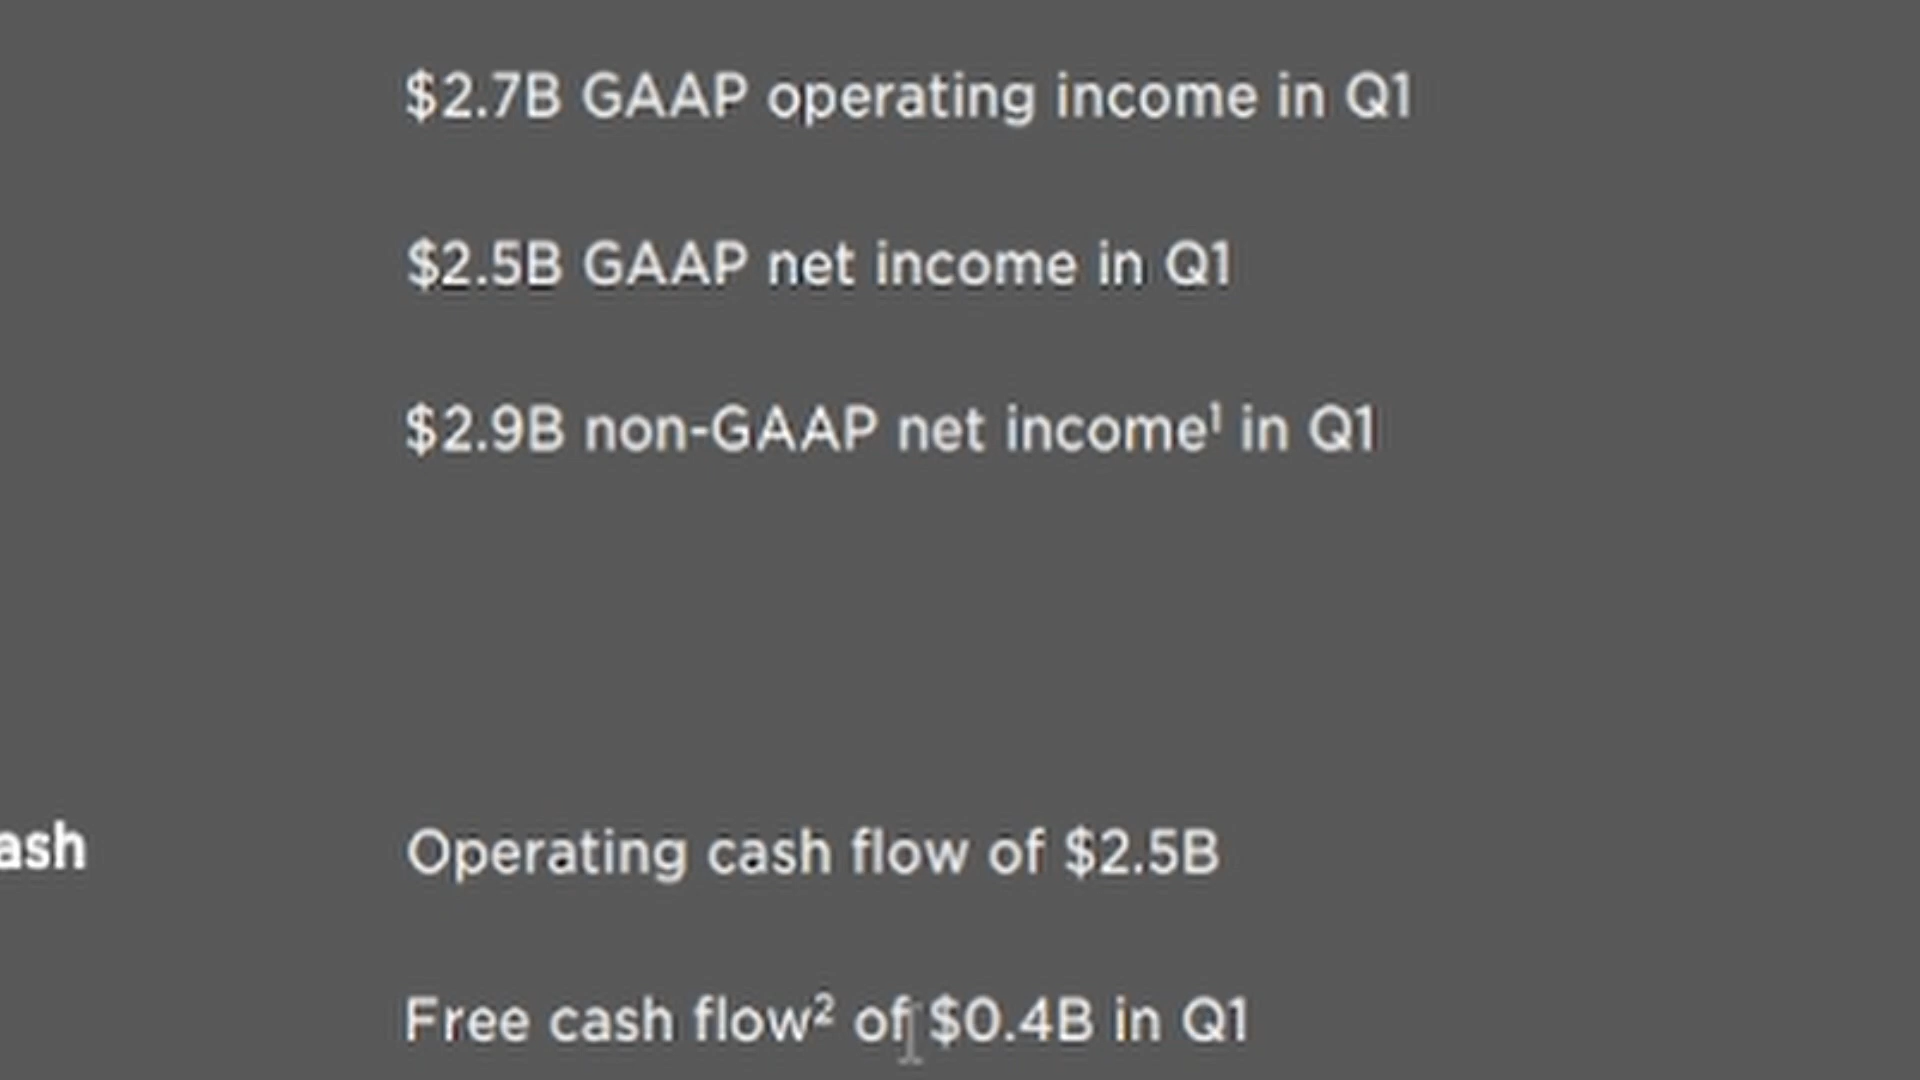 $2.7B GAAP operating income in Q1
$2.5B GAAP net income in Q1
$2.9B non-GAAP net income¹ in Q1
ash
Operating cash flow of $2.5B
Free cash flow² of $0.4B in Q1